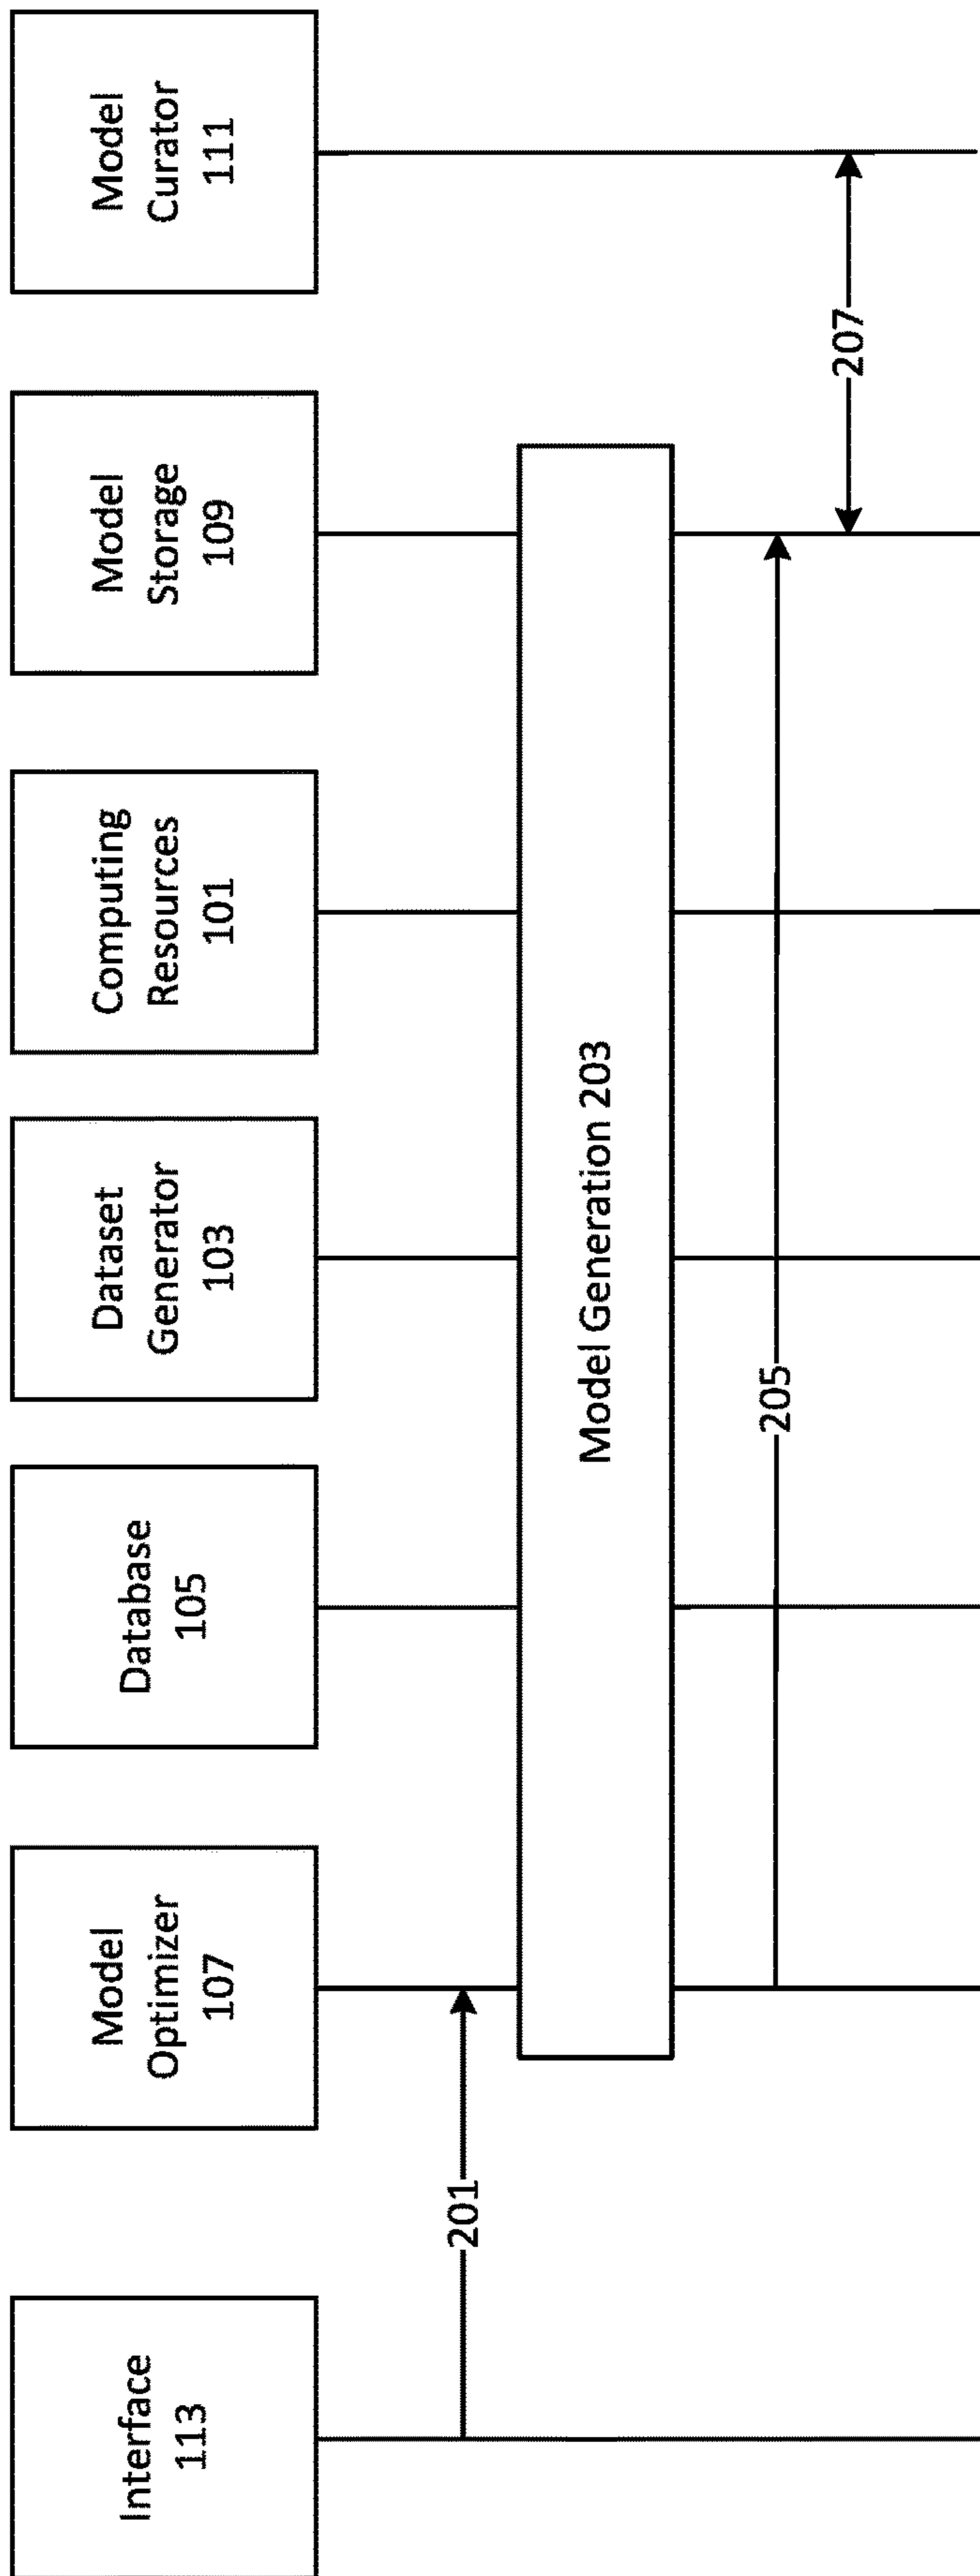 Interface
113
Model
Optimizer
107
Database
105
Dataset
Generator
103
Computing
Resources
101
Model
Storage
109
Model
Curator
111
201
Model Generation 203
205
207